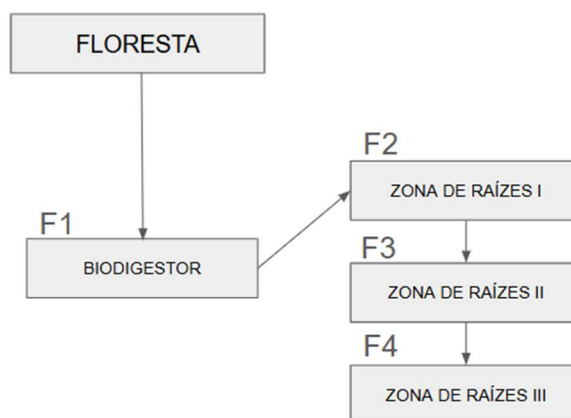 FLORESTA
F1
BIODIGESTOR
F2
ZONA DE RAÍZES I
F3
ZONA DE RAÍZES II
F4
ZONA DE RAÍZES III